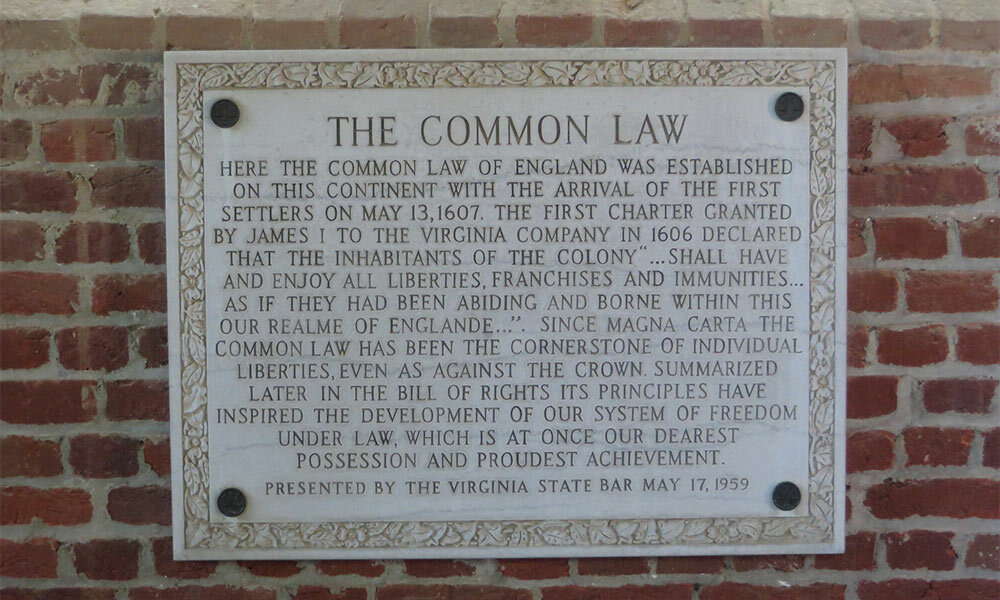 THE COMMON LAW
HERE THE COMMON LAW OF ENGLAND WAS ESTABLISHED
ON THIS CONTINENT WITH THE ARRIVAL OF THE FIRST
SETTLERS ON MAY 13, 1607. THE FIRST CHARTER GRANTED
BY JAMES I TO THE VIRGINIA COMPANY IN 1606 DECLARED
THAT THE INHABITANTS OF THE COLONY "...SHALL HAVE
AND ENJOY ALL LIBERTIES, FRANCHISES AND IMMUNITIES...
AS IF THEY HAD BEEN ABIDING AND BORNE WITHIN THIS
OUR REALME OF ENGLANDE...". SINCE MAGNA CARTA THE
COMMON LAW HAS BEEN THE CORNERSTONE OF INDIVIDUAL
LIBERTIES, EVEN AS AGAINST THE CROWN. SUMMARIZED
LATER IN THE BILL OF RIGHTS ITS PRINCIPLES HAVE
INSPIRED THE DEVELOPMENT OF OUR SYSTEM OF FREEDOM
UNDER LAW, WHICH IS AT ONCE OUR DEAREST
POSSESSION AND PROUDEST ACHIEVEMENT.
PRESENTED BY THE VIRGINIA STATE BAR MAY 17, 1959